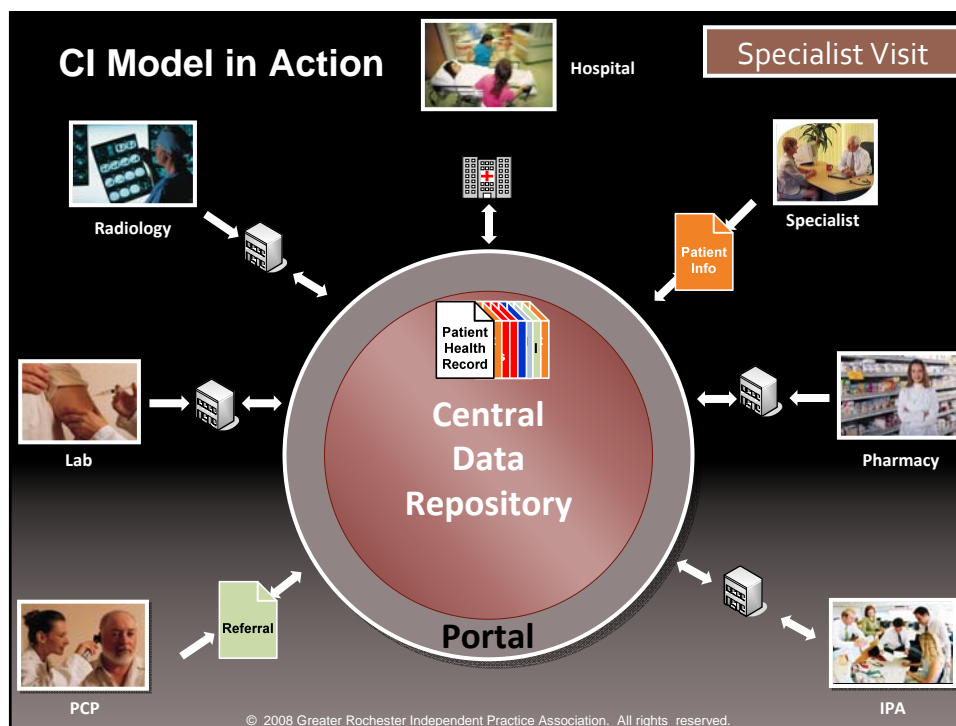 CI Model in Action
Specialist Visit
Hospital
Radiology
Specialist
Patient
Info
Patient
Health
Record
s
l
Central
Data
Repository
Lab
Pharmacy
Referral
Portal
PCP
IPA
© 2008 Greater Rochester Independent Practice Association. All rights reserved.